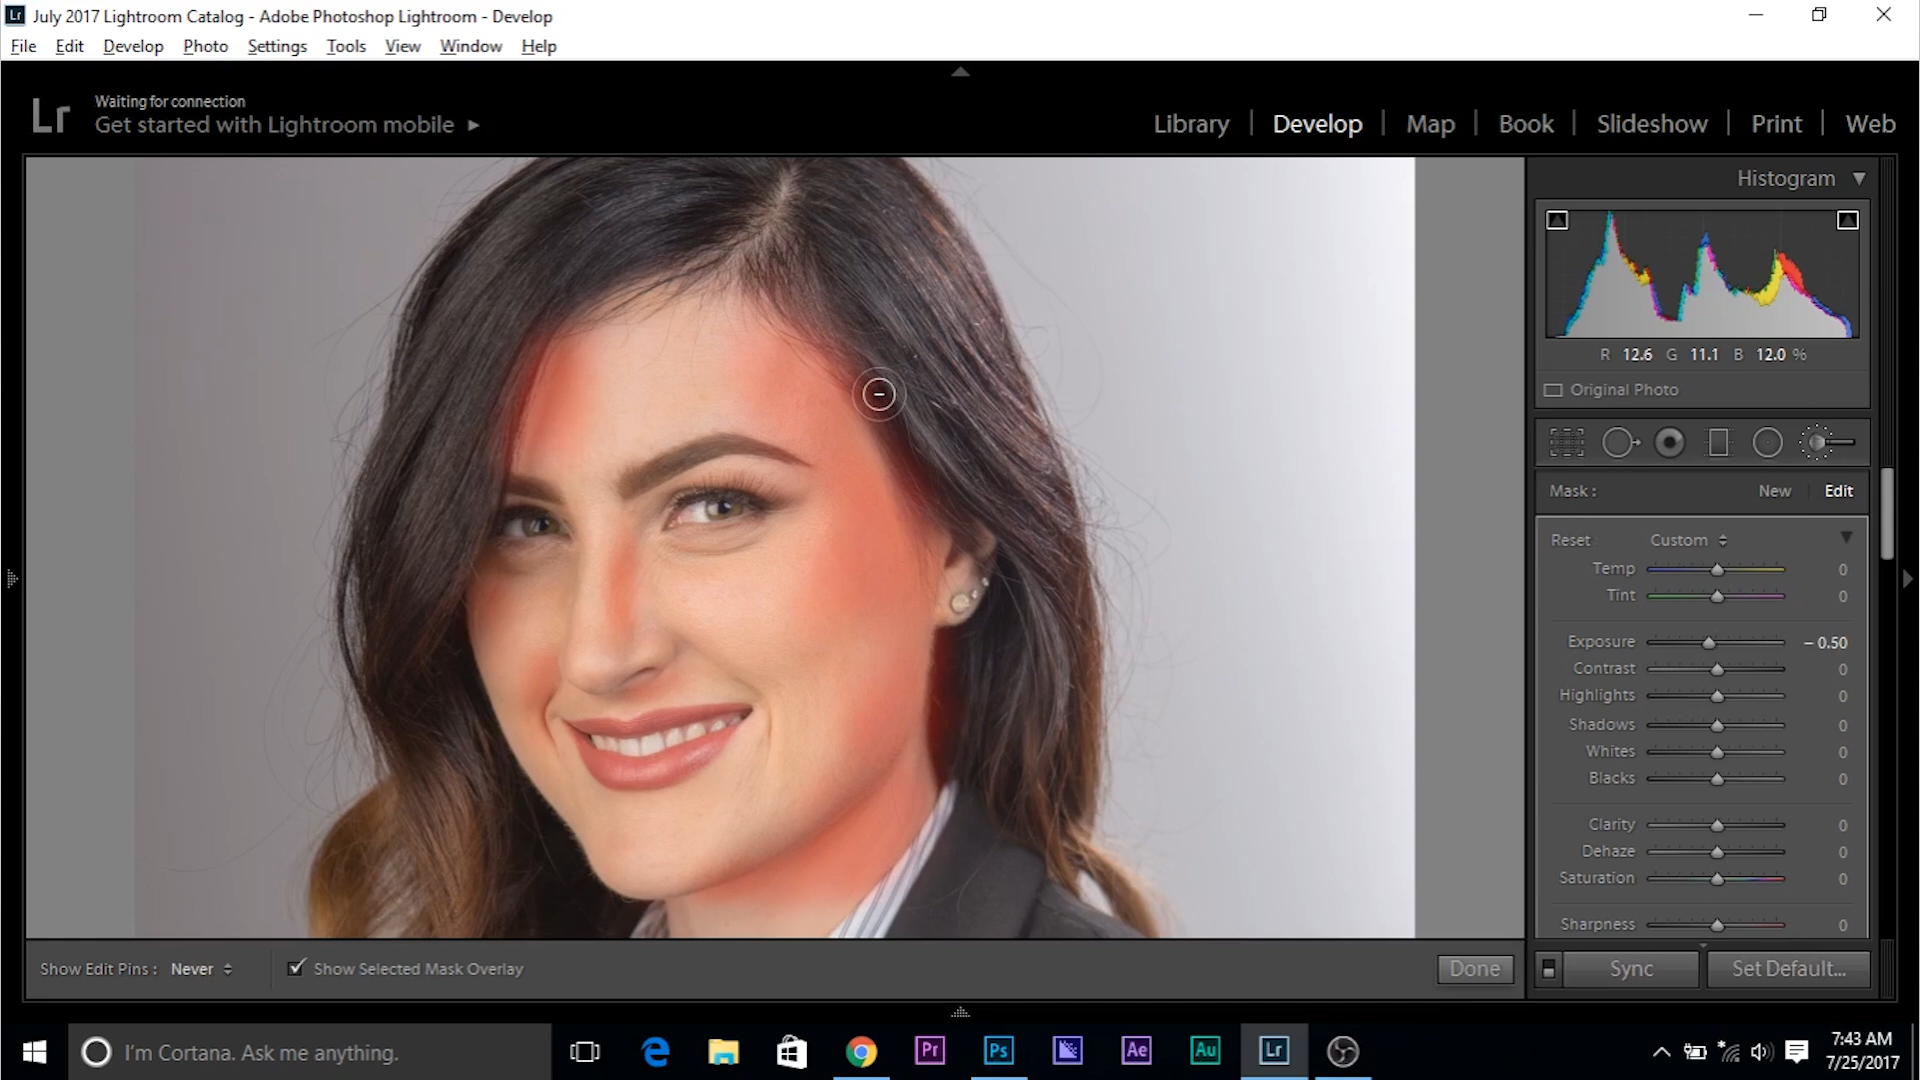 Lr July 2017 Lightroom Catalog - Adobe Photoshop Lightroom - Develop
File Edit Develop Photo Settings Tools View Window Help
Lr
Waiting for connection
Get started with Lightroom mobile
Library | Develop | Map | Book | Slideshow | Print | Web
Histogram
R 12.6 G 11.1 B 12.0 %
Original Photo
Mask : New Edit
Reset Custom
Temp 0
Tint 0
Exposure – 0.50
Contrast 0
Highlights 0
Shadows 0
Whites 0
Blacks 0
Clarity 0
Dehaze 0
Saturation 0
Sharpness 0
Show Edit Pins : Never Show Selected Mask Overlay Done
Sync Set Default...
I'm Cortana. Ask me anything.
Pr Ps Ae Au Lr
7:43 AM
7/25/2017